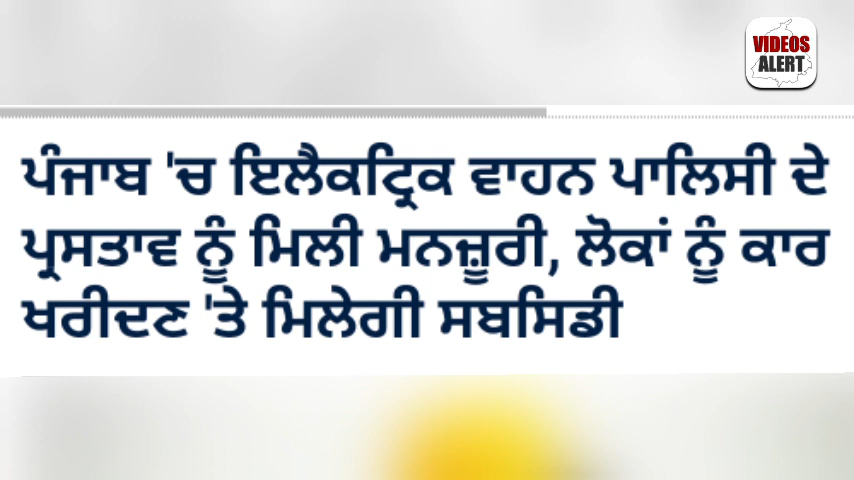 VIDEOS
ALERT
ਪੰਜਾਬ 'ਚ ਇਲੈਕਟ੍ਰਿਕ ਵਾਹਨ ਪਾਲਿਸੀ ਦੇ
ਪ੍ਰਸਤਾਵ ਨੂੰ ਮਿਲੀ ਮਨਜ਼ੂਰੀ, ਲੋਕਾਂ ਨੂੰ ਕਾਰ
ਖਰੀਦਣ 'ਤੇ ਮਿਲੇਗੀ ਸਬਸਿਡੀ